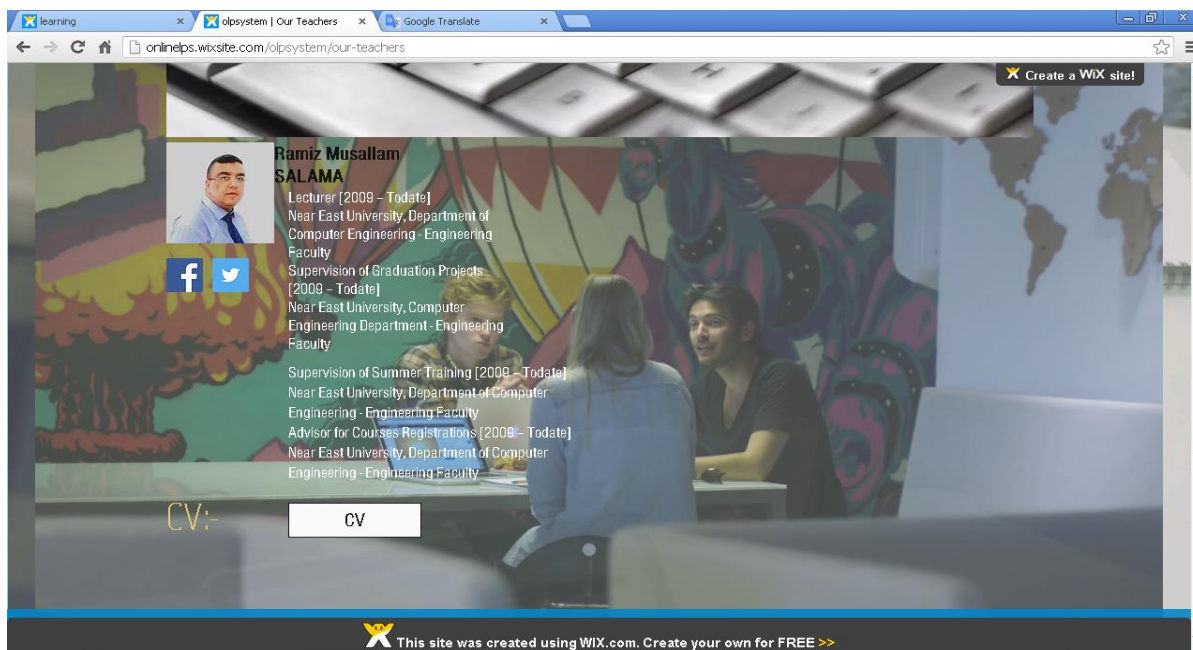 learning
olpsystem | Our Teachers
Google Translate
onlinelps.wixsite.com/olpsystem/our-teachers
Create a WiX site!
H
B
Ramiz Musallam
SALAMA
Lecturer [2009 – Todate]
Near East University, Department of
Computer Engineering - Engineering
Faculty
Supervision of Graduation Projects
[2009 – Todate]
Near East University, Computer
Engineering Department - Engineering
Faculty
Supervision of Summer Training [2009 – Todate]
Near East University, Department of Computer
Engineering - Engineering Faculty
Advisor for Courses Registrations [2009 – Todate]
Near East University, Department of Computer
Engineering - Engineering Faculty
CV:-
CV
This site was created using WIX.com. Create your own for FREE >>